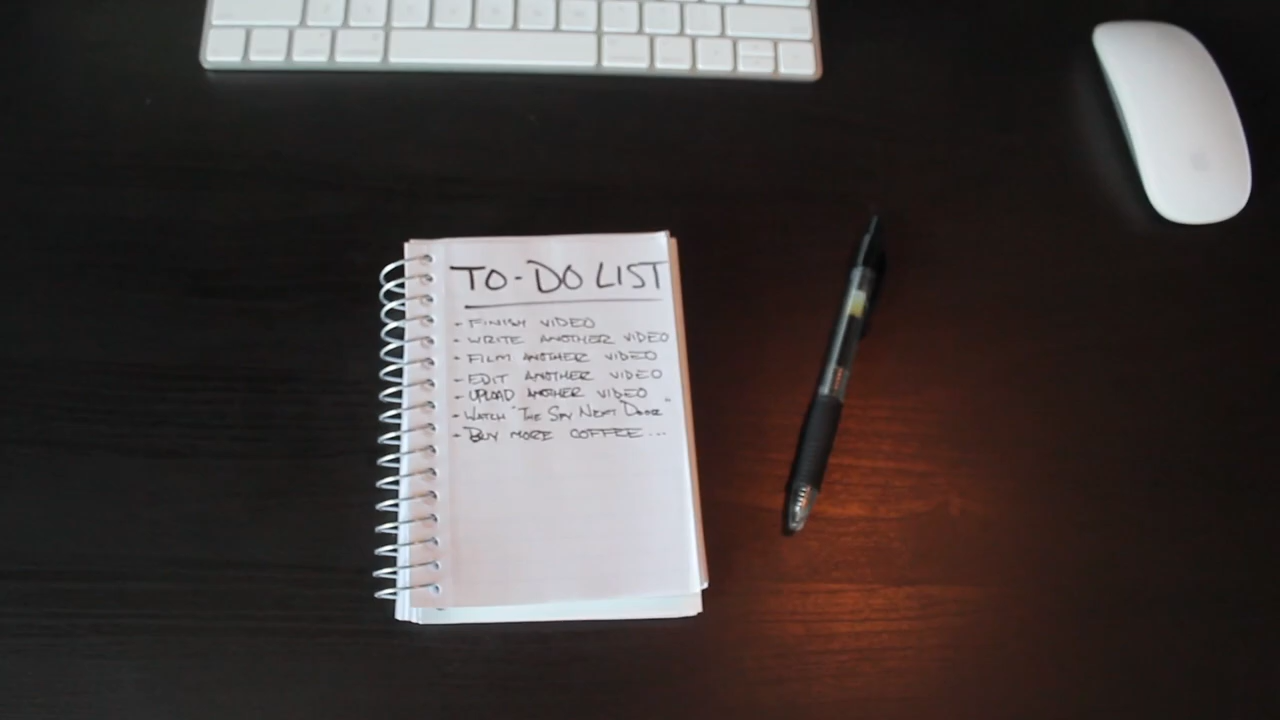 TO-DO LIST
- FINISH VIDEO
- WRITE ANOTHER VIDEO
- FILM ANOTHER VIDEO
- EDIT ANOTHER VIDEO
- UPLOAD ANOTHER VIDEO
- WATCH "THE SPY NEXT DOOR"
- BUY MORE COFFEE...